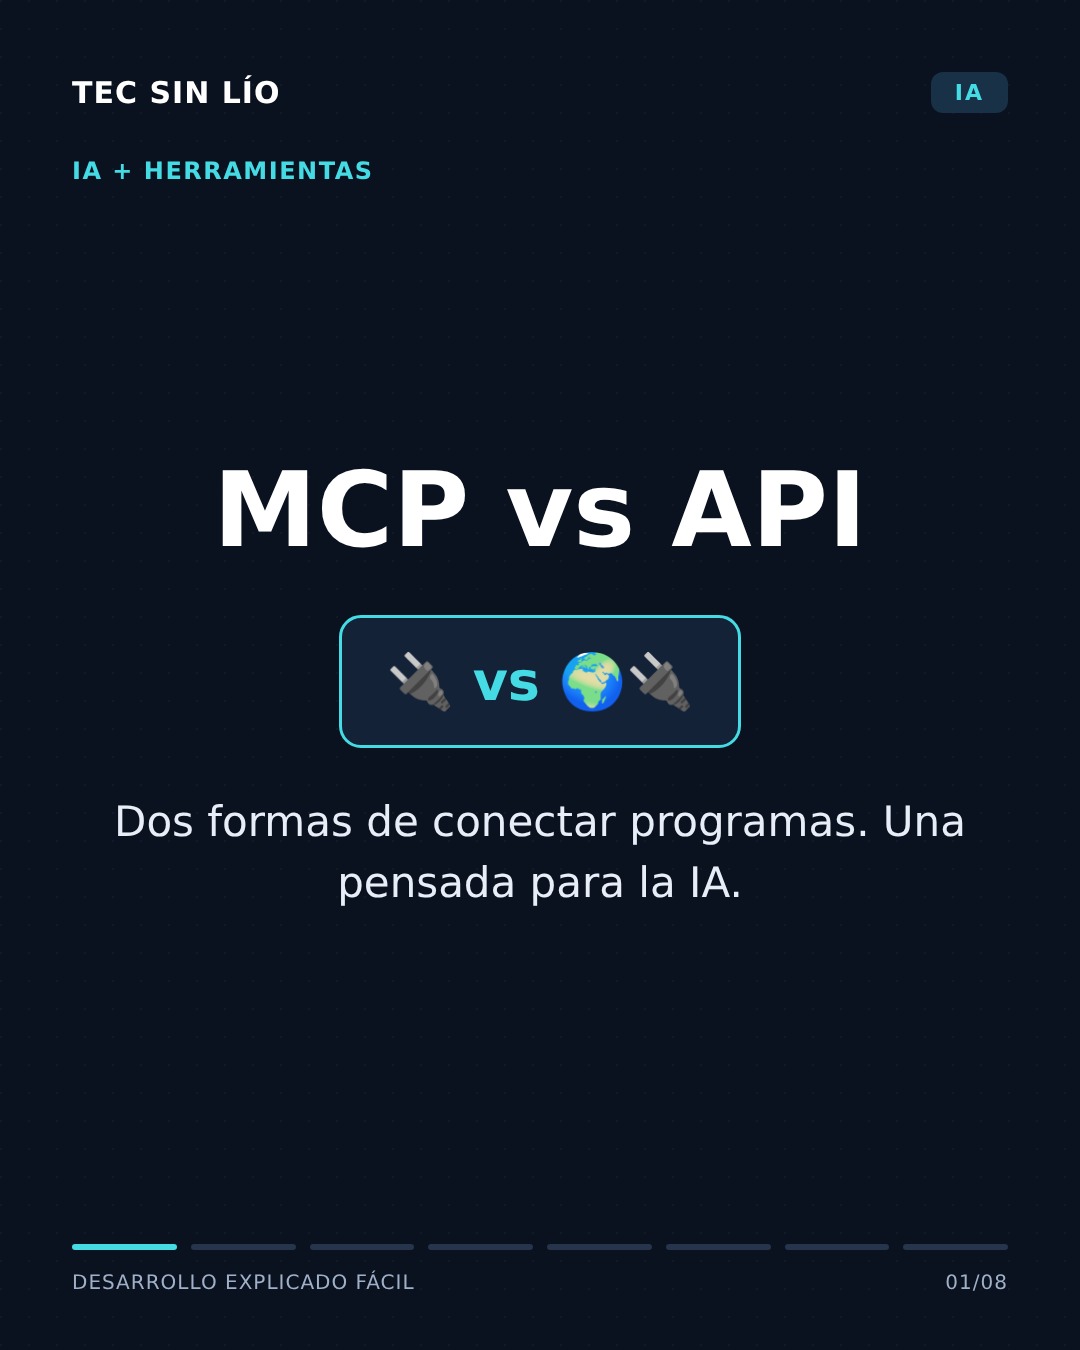 TEC SIN LÍO
IA
IA + HERRAMIENTAS
MCP vs API
🔌 vs 🌍🔌
Dos formas de conectar programas. Una
pensada para la IA.
DESARROLLO EXPLICADO FÁCIL
01/08